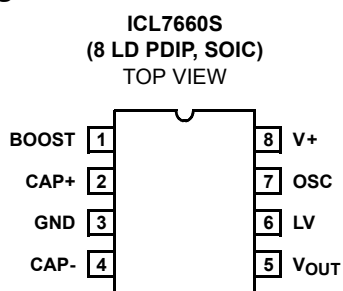 ICL7660S
(8 LD PDIP, SOIC)
TOP VIEW
BOOST 1 8 V+
CAP+ 2 7 OSC
GND 3 6 LV
CAP- 4 5 VOUT